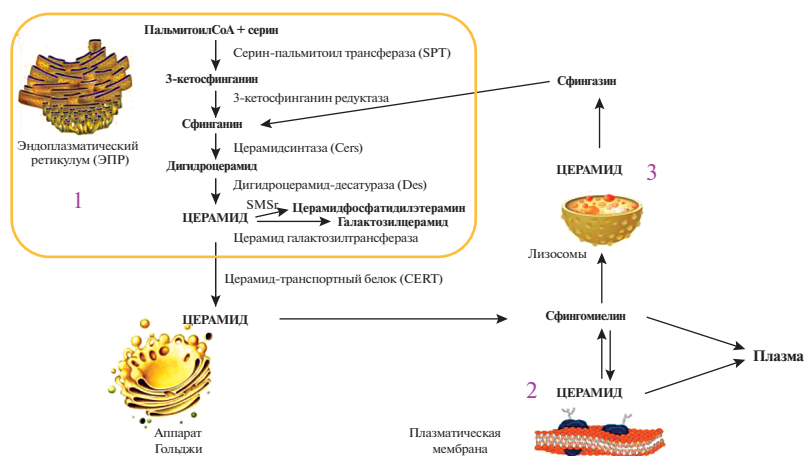 ПальмитоилCoA + серин
Серин-пальмитоил трансфераза (SPT)
3-кетосфинганин
3-кетосфинганин редуктаза
Сфинганин
Церамидсинтаза (Cers)
Дигидроцерамид
Дигидроцерамид-десатураза (Des)
SMSr
ЦЕРАМИД
Церамидфосфатидилэтерамин
Галактозилцерамид
Церамид галактозилтрансфераза
Эндоплазматический
ретикулум (ЭПР)
1
Церамид-транспортный белок (CERT)
ЦЕРАМИД
Аппарат
Гольджи
Сфингазин
ЦЕРАМИД
3
Лизосомы
Сфингомиелин
Плазма
2
ЦЕРАМИД
Плазматическая
мембрана